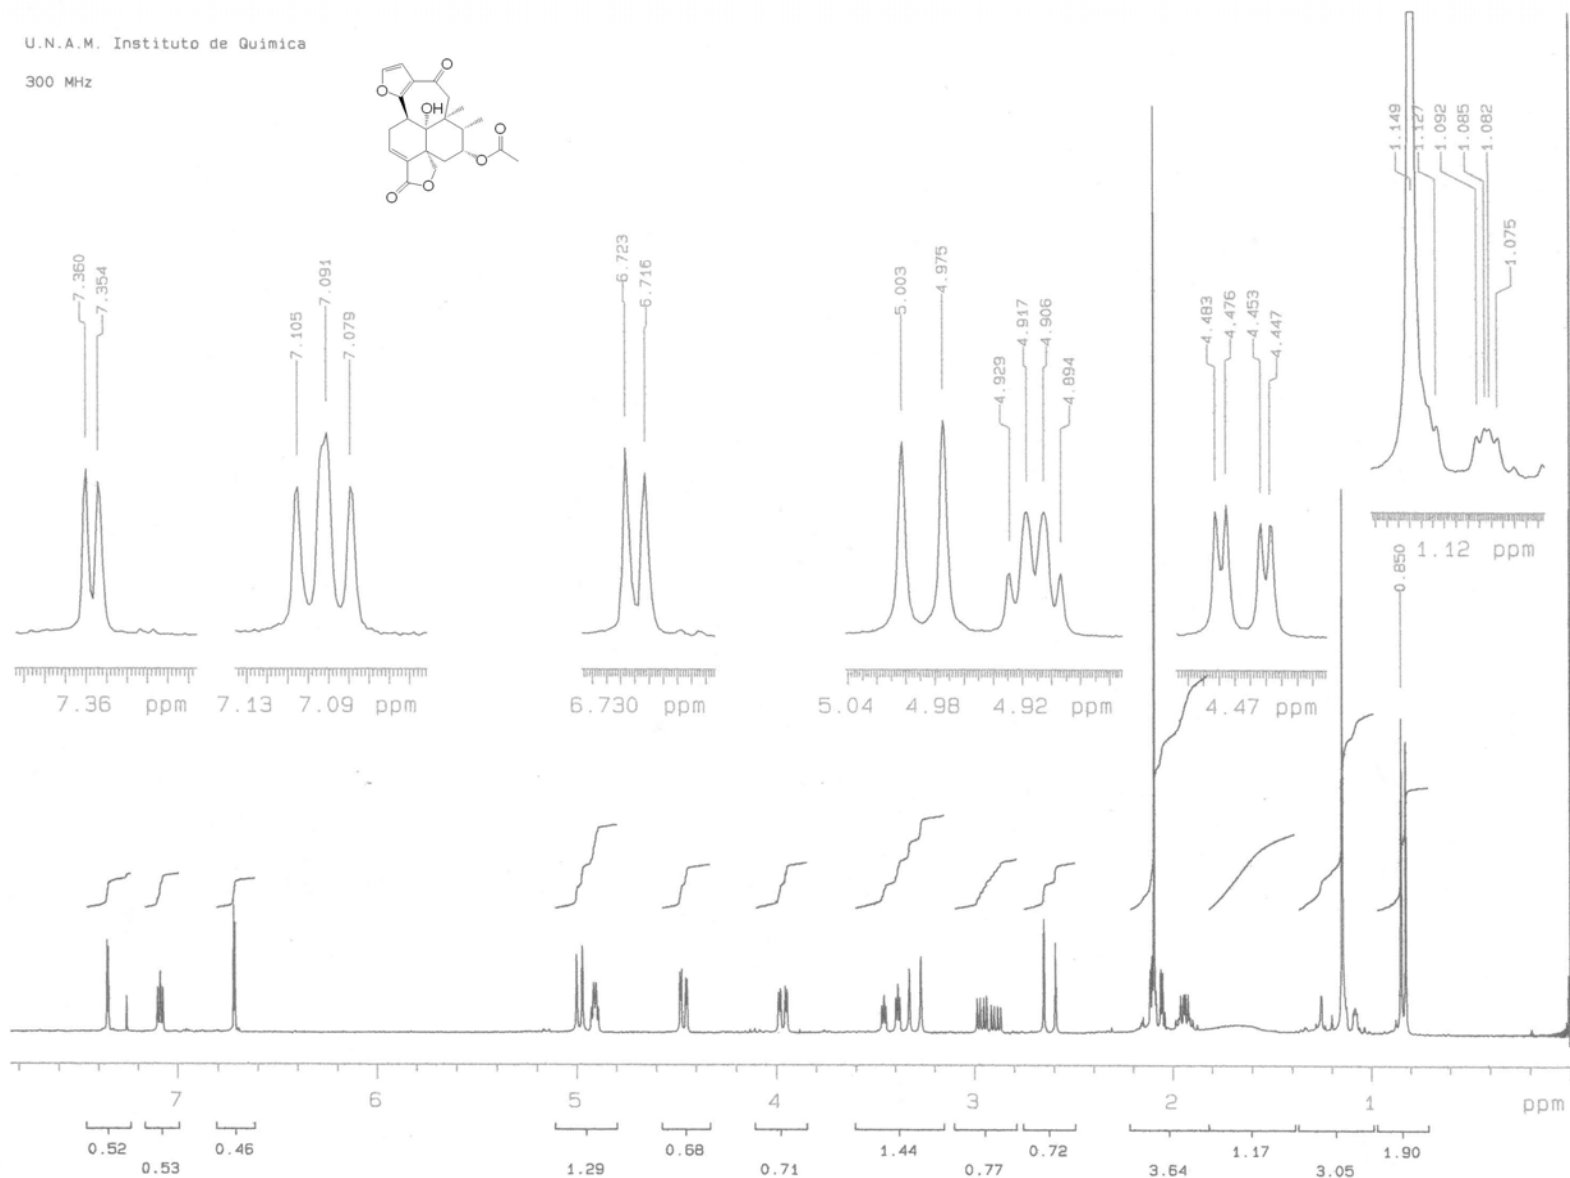 U.N.A.M. Instituto de Quimica
300 MHz
O
O
OH
O
O
O
O
7.360
7.354
7.105
7.091
7.079
6.723
6.716
5.003
4.975
4.929
4.917
4.906
4.894
4.483
4.476
4.453
4.447
1.149
1.127
1.092
1.085
1.082
1.075
0.850
1.12 ppm
7.36 ppm
7.13 7.09 ppm
6.730 ppm
5.04 4.98 4.92 ppm
4.47 ppm
7 6 5 4 3 2 1 ppm
0.52 0.46 0.68 0.71 1.44 0.72 1.17 1.90
0.53 1.29 0.77 3.64 3.05